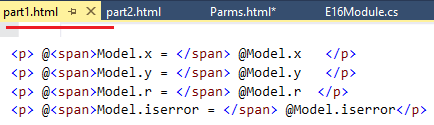 part1.html part2.html Parms.html* E16Module.cs
<p> @<span>Model.x = </span> @Model.x   </p>
<p> @<span>Model.y = </span> @Model.y   </p>
<p> @<span>Model.r = </span> @Model.r  </p>
<p> @<span>Model.iserror = </span> @Model.iserror</p>